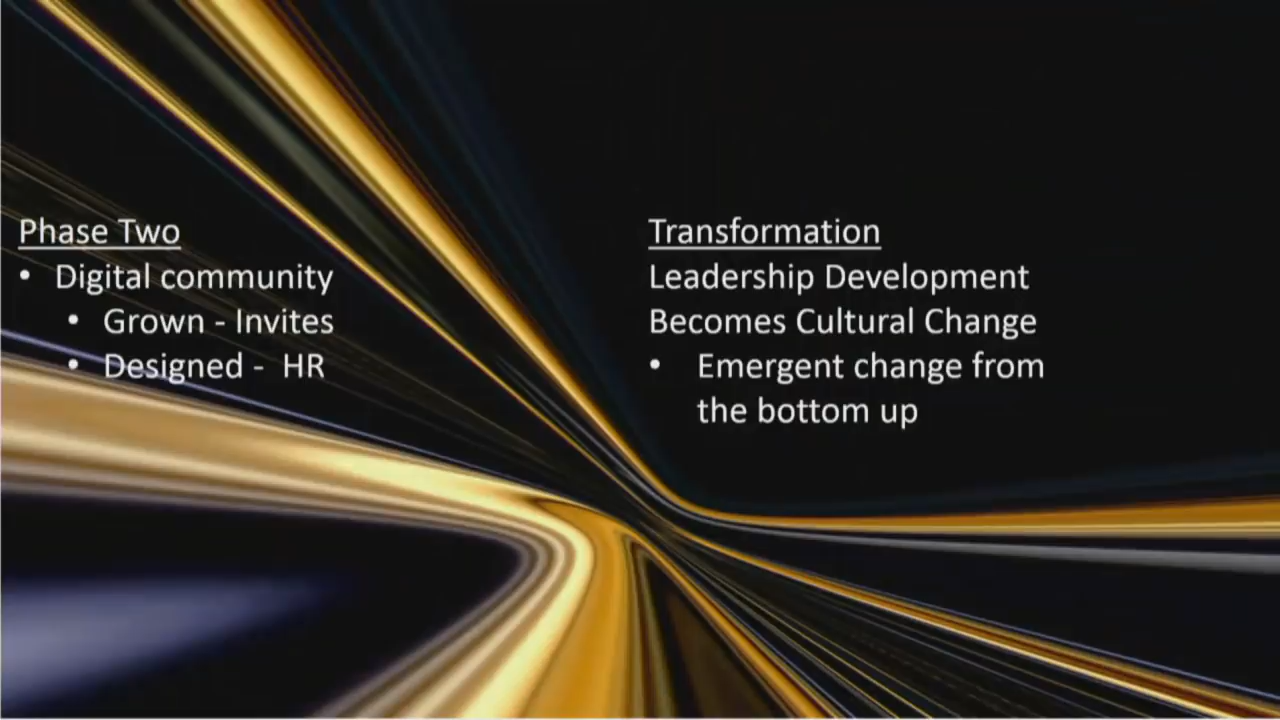 Phase Two
• Digital community
• Grown - Invites
• Designed -  HR
Transformation
Leadership Development
Becomes Cultural Change
• Emergent change from
the bottom up